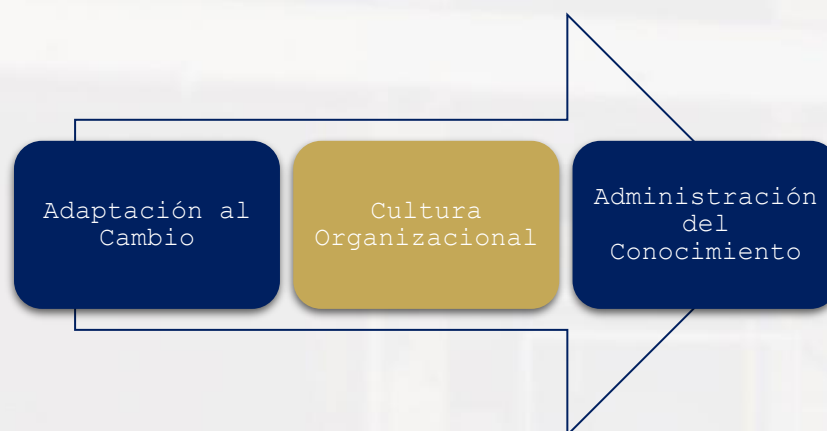 Adaptación al
Cambio
Cultura
Organizacional
Administración
del
Conocimiento